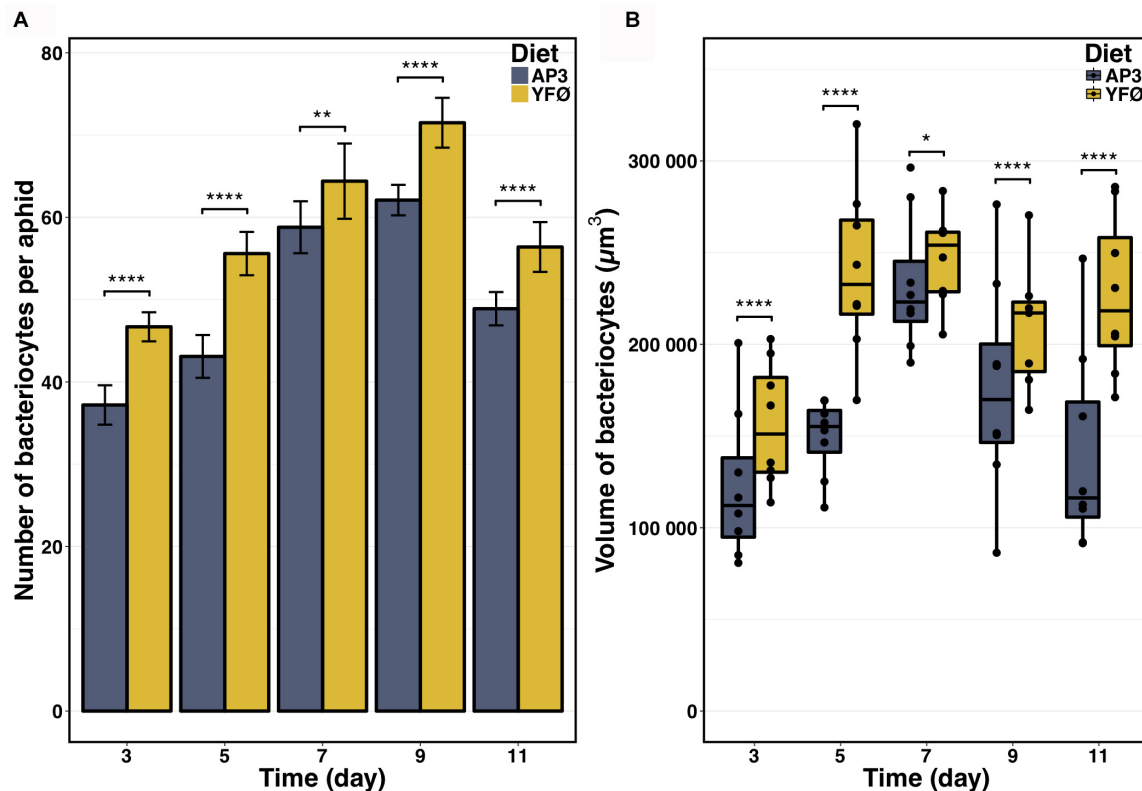 A
Number of bacteriocytes per aphid
80
60
40
20
0
Diet
AP3
YFØ
****
****
**
****
****
3 5 7 9 11
Time (day)
B
Volume of bacteriocytes (µm³)
300 000
200 000
100 000
0
Diet
AP3
YFØ
****
****
*
****
****
3 5 7 9 11
Time (day)